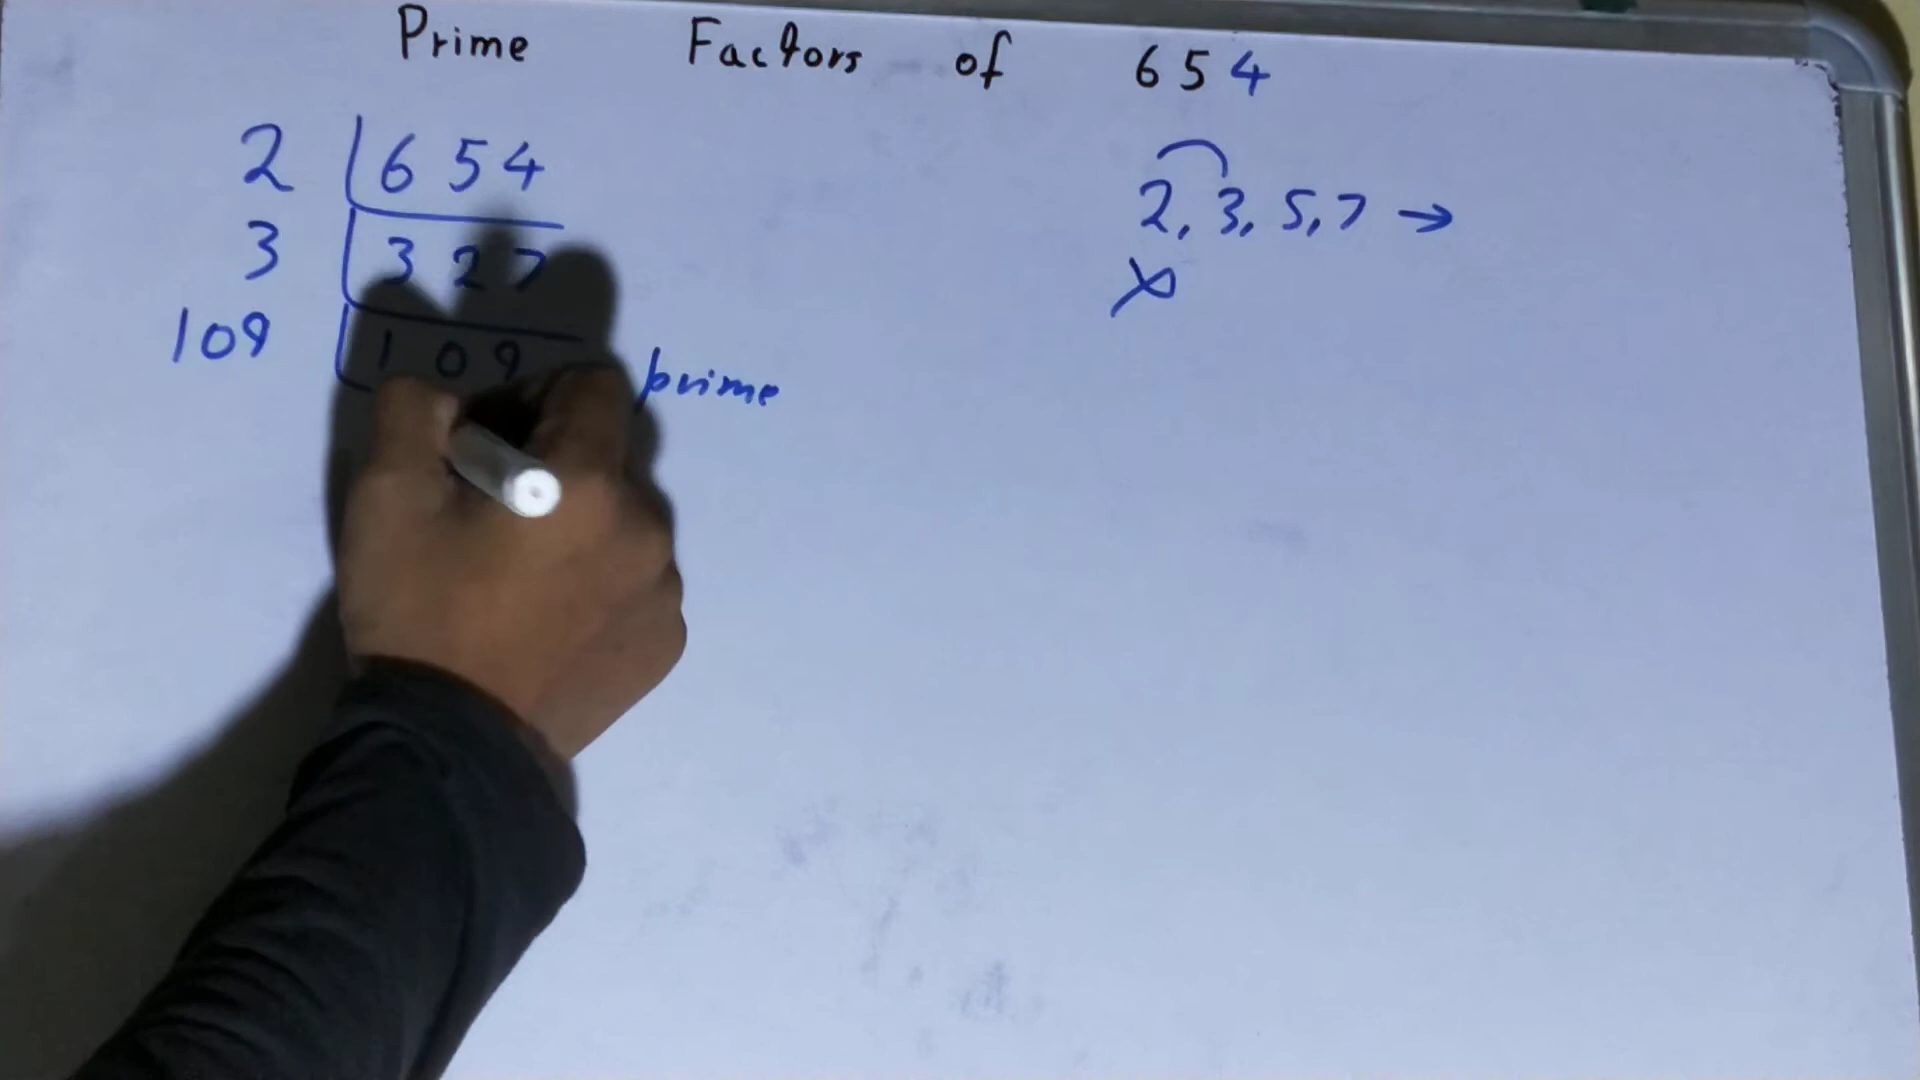 Prime Factors of 654
2 | 654
3 | 327
109 | 109 prime
2, 3, 5, 7 →